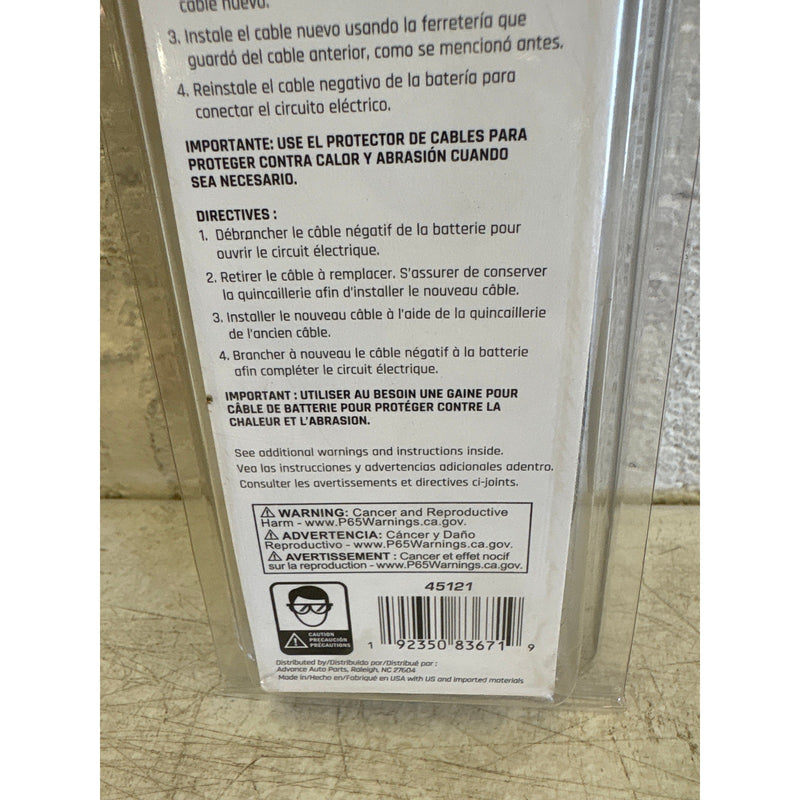 cable nuevo.
3. Instale el cable nuevo usando la ferretería que
guardó del cable anterior, como se mencionó antes.
4. Reinstale el cable negativo de la batería para
conectar el circuito eléctrico.
IMPORTANTE: USE EL PROTECTOR DE CABLES PARA
PROTEGER CONTRA CALOR Y ABRASIÓN CUANDO
SEA NECESARIO.
DIRECTIVES :
1. Débrancher le câble négatif de la batterie pour
ouvrir le circuit électrique.
2. Retirer le câble à remplacer. S'assurer de conserver
la quincaillerie afin d'installer le nouveau câble.
3. Installer le nouveau câble à l'aide de la quincaillerie
de l'ancien câble.
4. Brancher à nouveau le câble négatif à la batterie
afin compléter le circuit électrique.
IMPORTANT : UTILISER AU BESOIN UNE GAINE POUR
CÂBLE DE BATTERIE POUR PROTÉGER CONTRE LA
CHALEUR ET L'ABRASION.
See additional warnings and instructions inside.
Vea las instrucciones y advertencias adicionales adentro.
Consulter les avertissements et directives ci-joints.
⚠ WARNING: Cancer and Reproductive
Harm - www.P65Warnings.ca.gov.
⚠ ADVERTENCIA: Cáncer y Daño
Reproductivo - www.P65Warnings.ca.gov.
⚠ AVERTISSEMENT : Cancer et effet nocif
sur la reproduction - www.P65Warnings.ca.gov.
45121
CAUTION
PRECAUCIÓN
PRÉCAUTIONS
1 92350 83671 9
Distributed by/Distribuido por/Distribué par :
Advance Auto Parts, Raleigh, NC 27604
Made in/Hecho en/Fabriqué en USA with US and imported materials